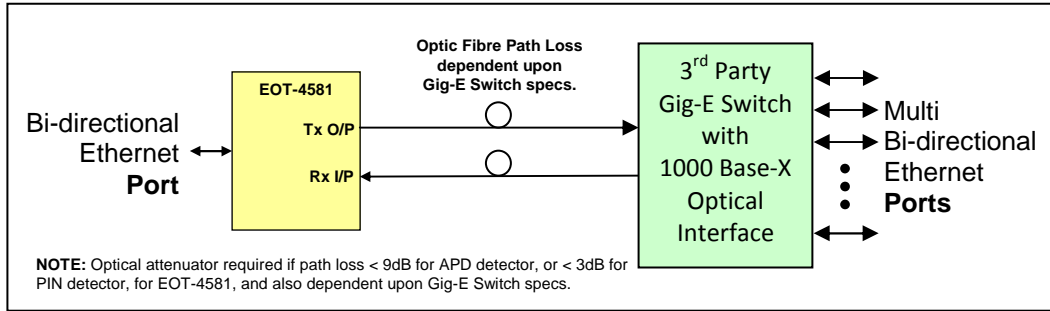 Optic Fibre Path Loss
dependent upon
Gig-E Switch specs.
EOT-4581
Tx O/P
Rx I/P
Bi-directional
Ethernet
Port
3rd Party
Gig-E Switch
with
1000 Base-X
Optical
Interface
Multi
Bi-directional
Ethernet
Ports
NOTE: Optical attenuator required if path loss < 9dB for APD detector, or < 3dB for
PIN detector, for EOT-4581, and also dependent upon Gig-E Switch specs.